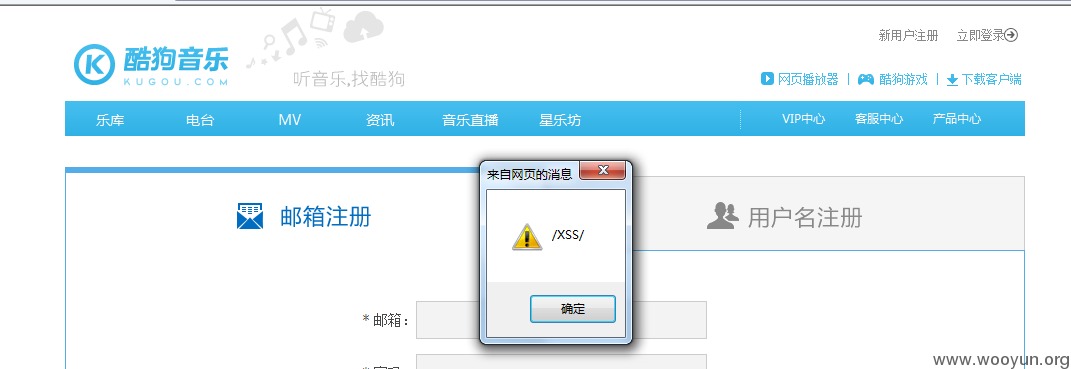 新用户注册 立即登录
酷狗音乐
KUGOU.COM
听音乐,找酷狗
网页播放器 | 酷狗游戏 | 下载客户端
乐库 电台 MV 资讯 音乐直播 星乐坊 VIP中心 客服中心 产品中心
来自网页的消息
邮箱注册
用户名注册
/XSS/
确定
* 邮箱：
www.wooyun.org